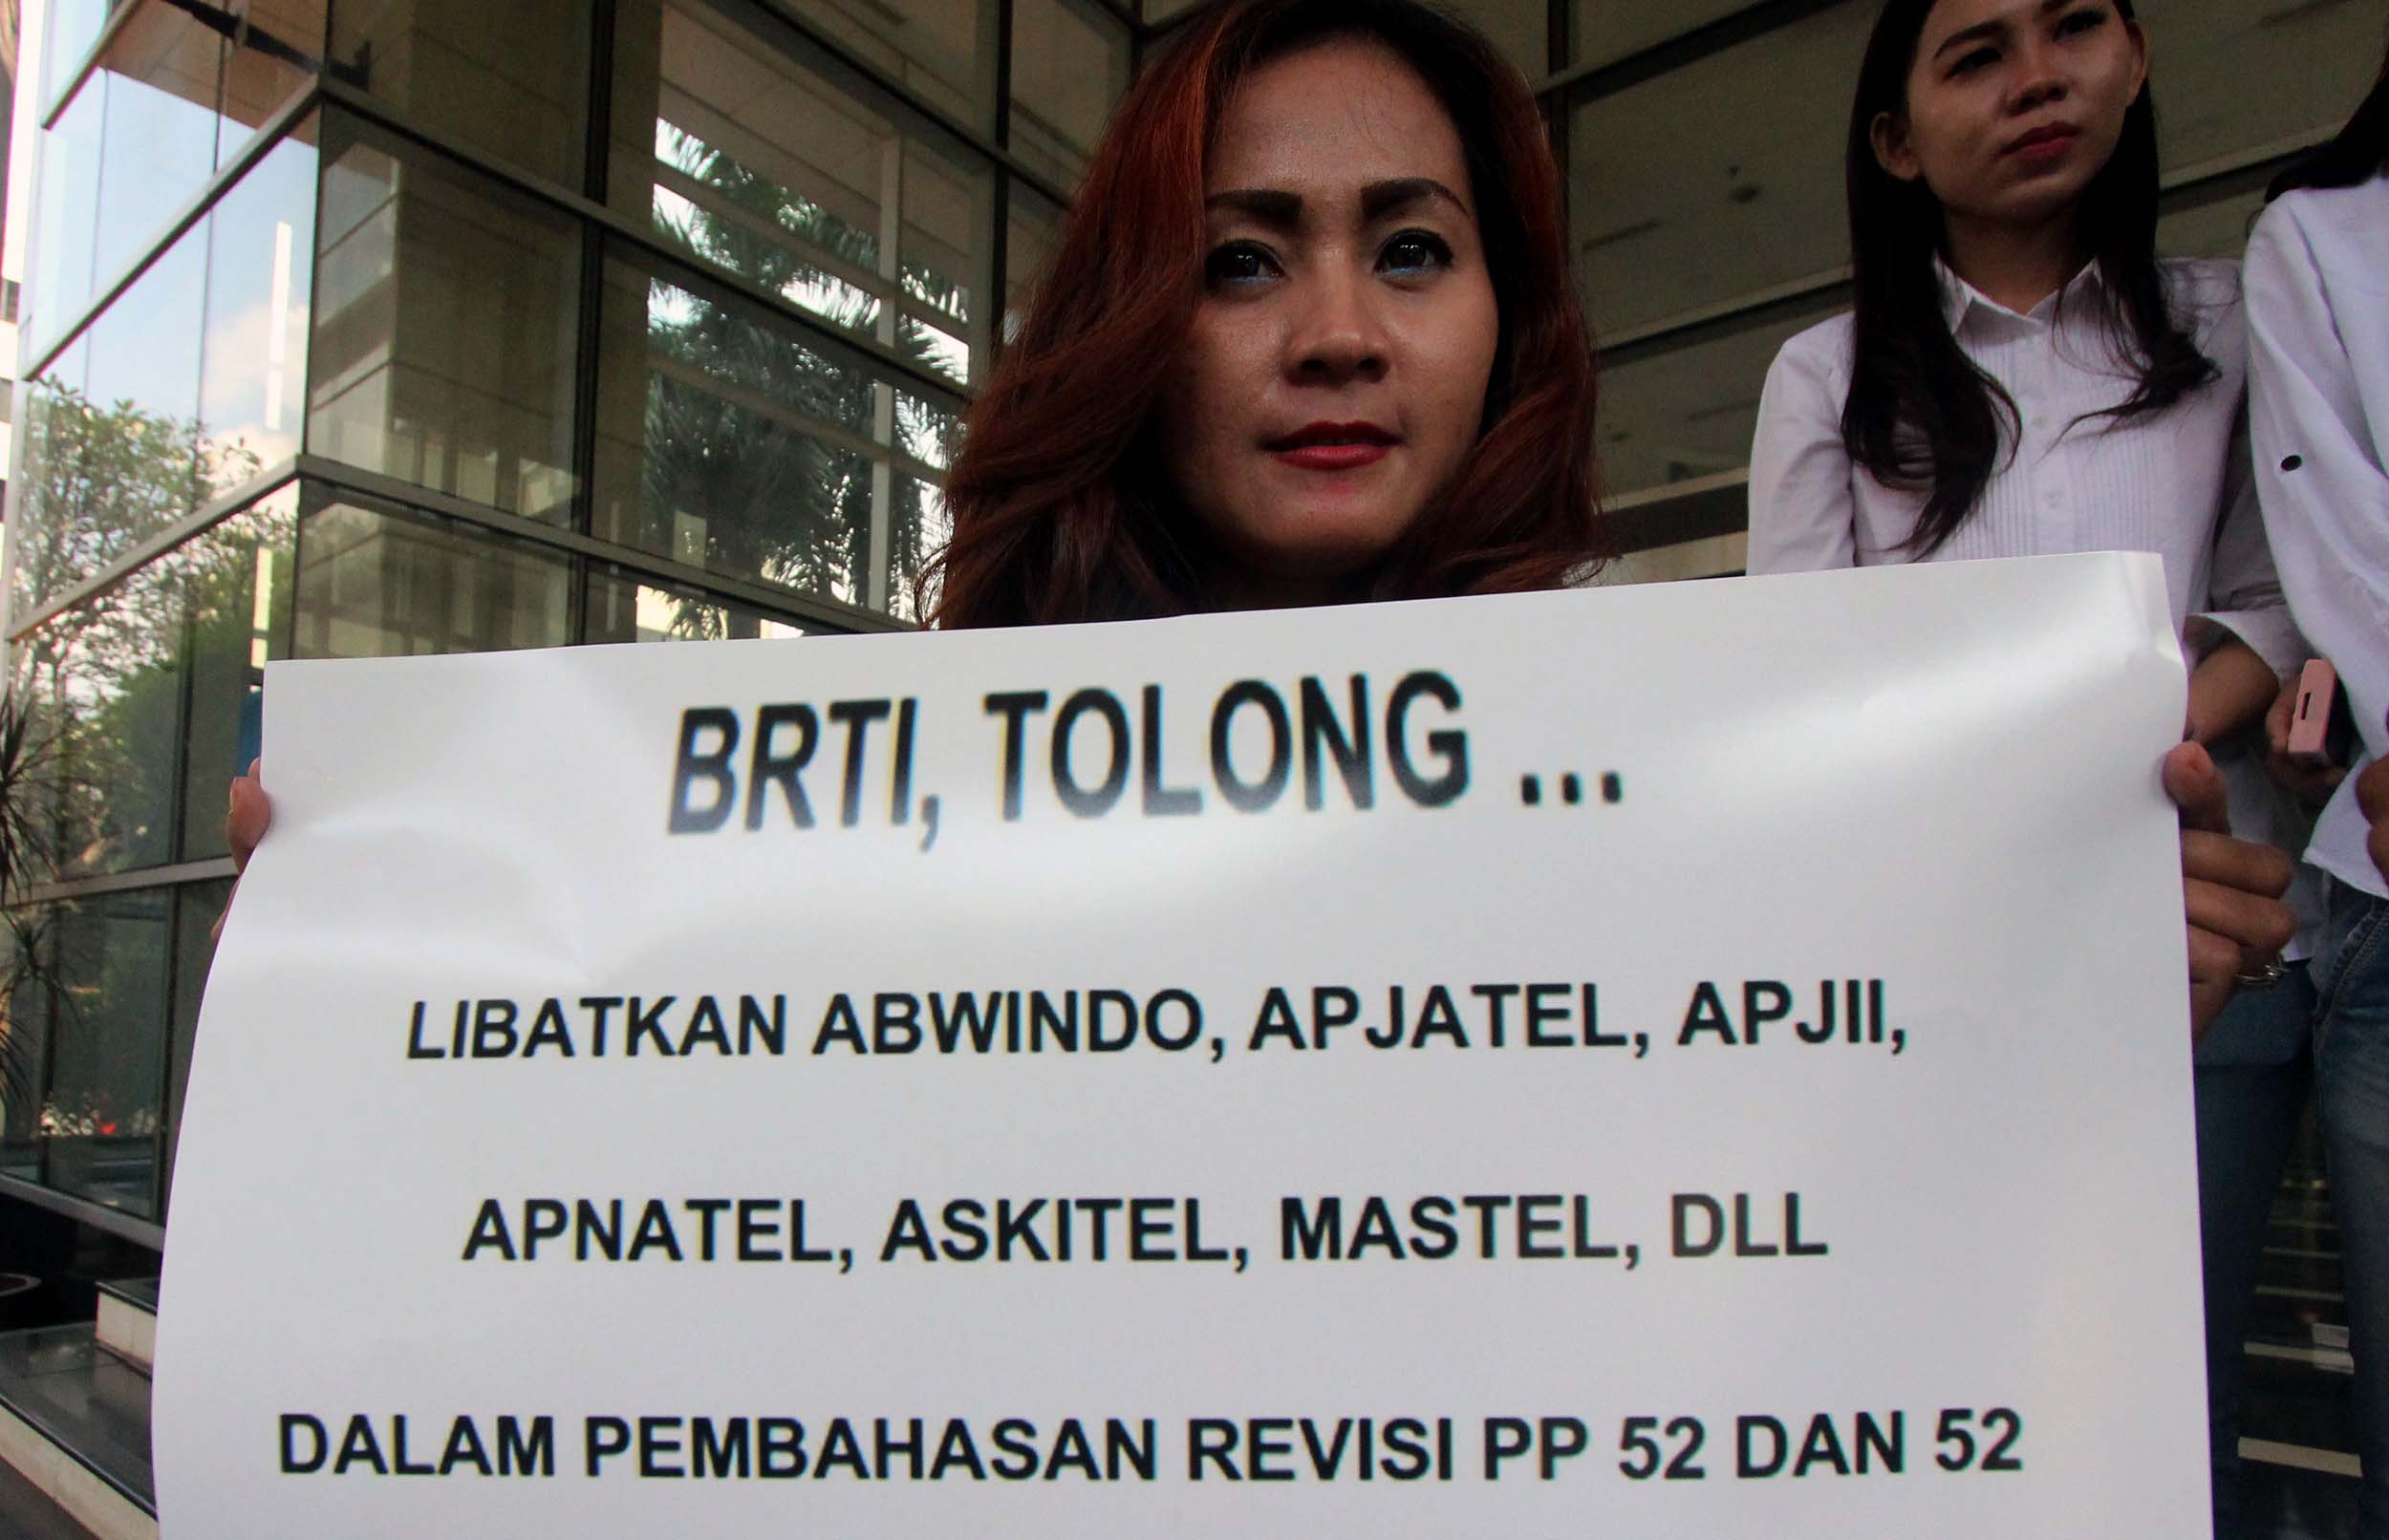 BRTI, TOLONG ...
LIBATKAN ABWINDO, APJATEL, APJII,
APNATEL, ASKITEL, MASTEL, DLL
DALAM PEMBAHASAN REVISI PP 52 DAN 52